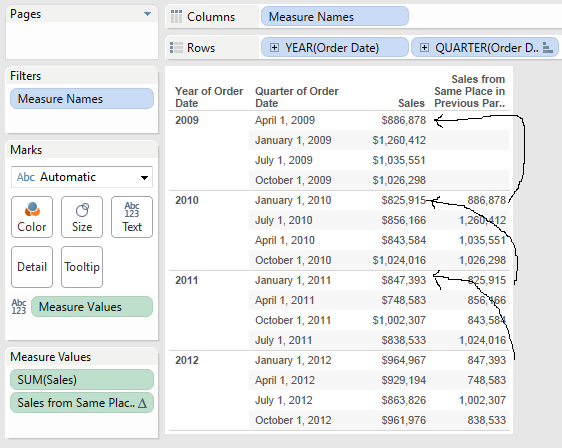 Pages
Columns Measure Names
Rows YEAR(Order Date) QUARTER(Order D..
Filters
Measure Names
Marks
Abc Automatic
Abc
123
Color Size Text
Detail Tooltip
Abc
123
Measure Values
Measure Values
SUM(Sales)
Sales from Same Plac.. Δ
Year of Order
Date
Quarter of Order
Date
Sales
Sales from
Same Place in
Previous Par..
2009 April 1, 2009 $886,878
January 1, 2009 $1,260,412
July 1, 2009 $1,035,551
October 1, 2009 $1,026,298
2010 January 1, 2010 $825,915 886,878
July 1, 2010 $856,166 1,260,412
April 1, 2010 $843,584 1,035,551
October 1, 2010 $1,024,016 1,026,298
2011 January 1, 2011 $847,393 825,915
April 1, 2011 $748,583 856,166
October 1, 2011 $1,002,307 843,584
July 1, 2011 $838,533 1,024,016
2012 January 1, 2012 $964,967 847,393
April 1, 2012 $929,194 748,583
July 1, 2012 $863,826 1,002,307
October 1, 2012 $961,976 838,533